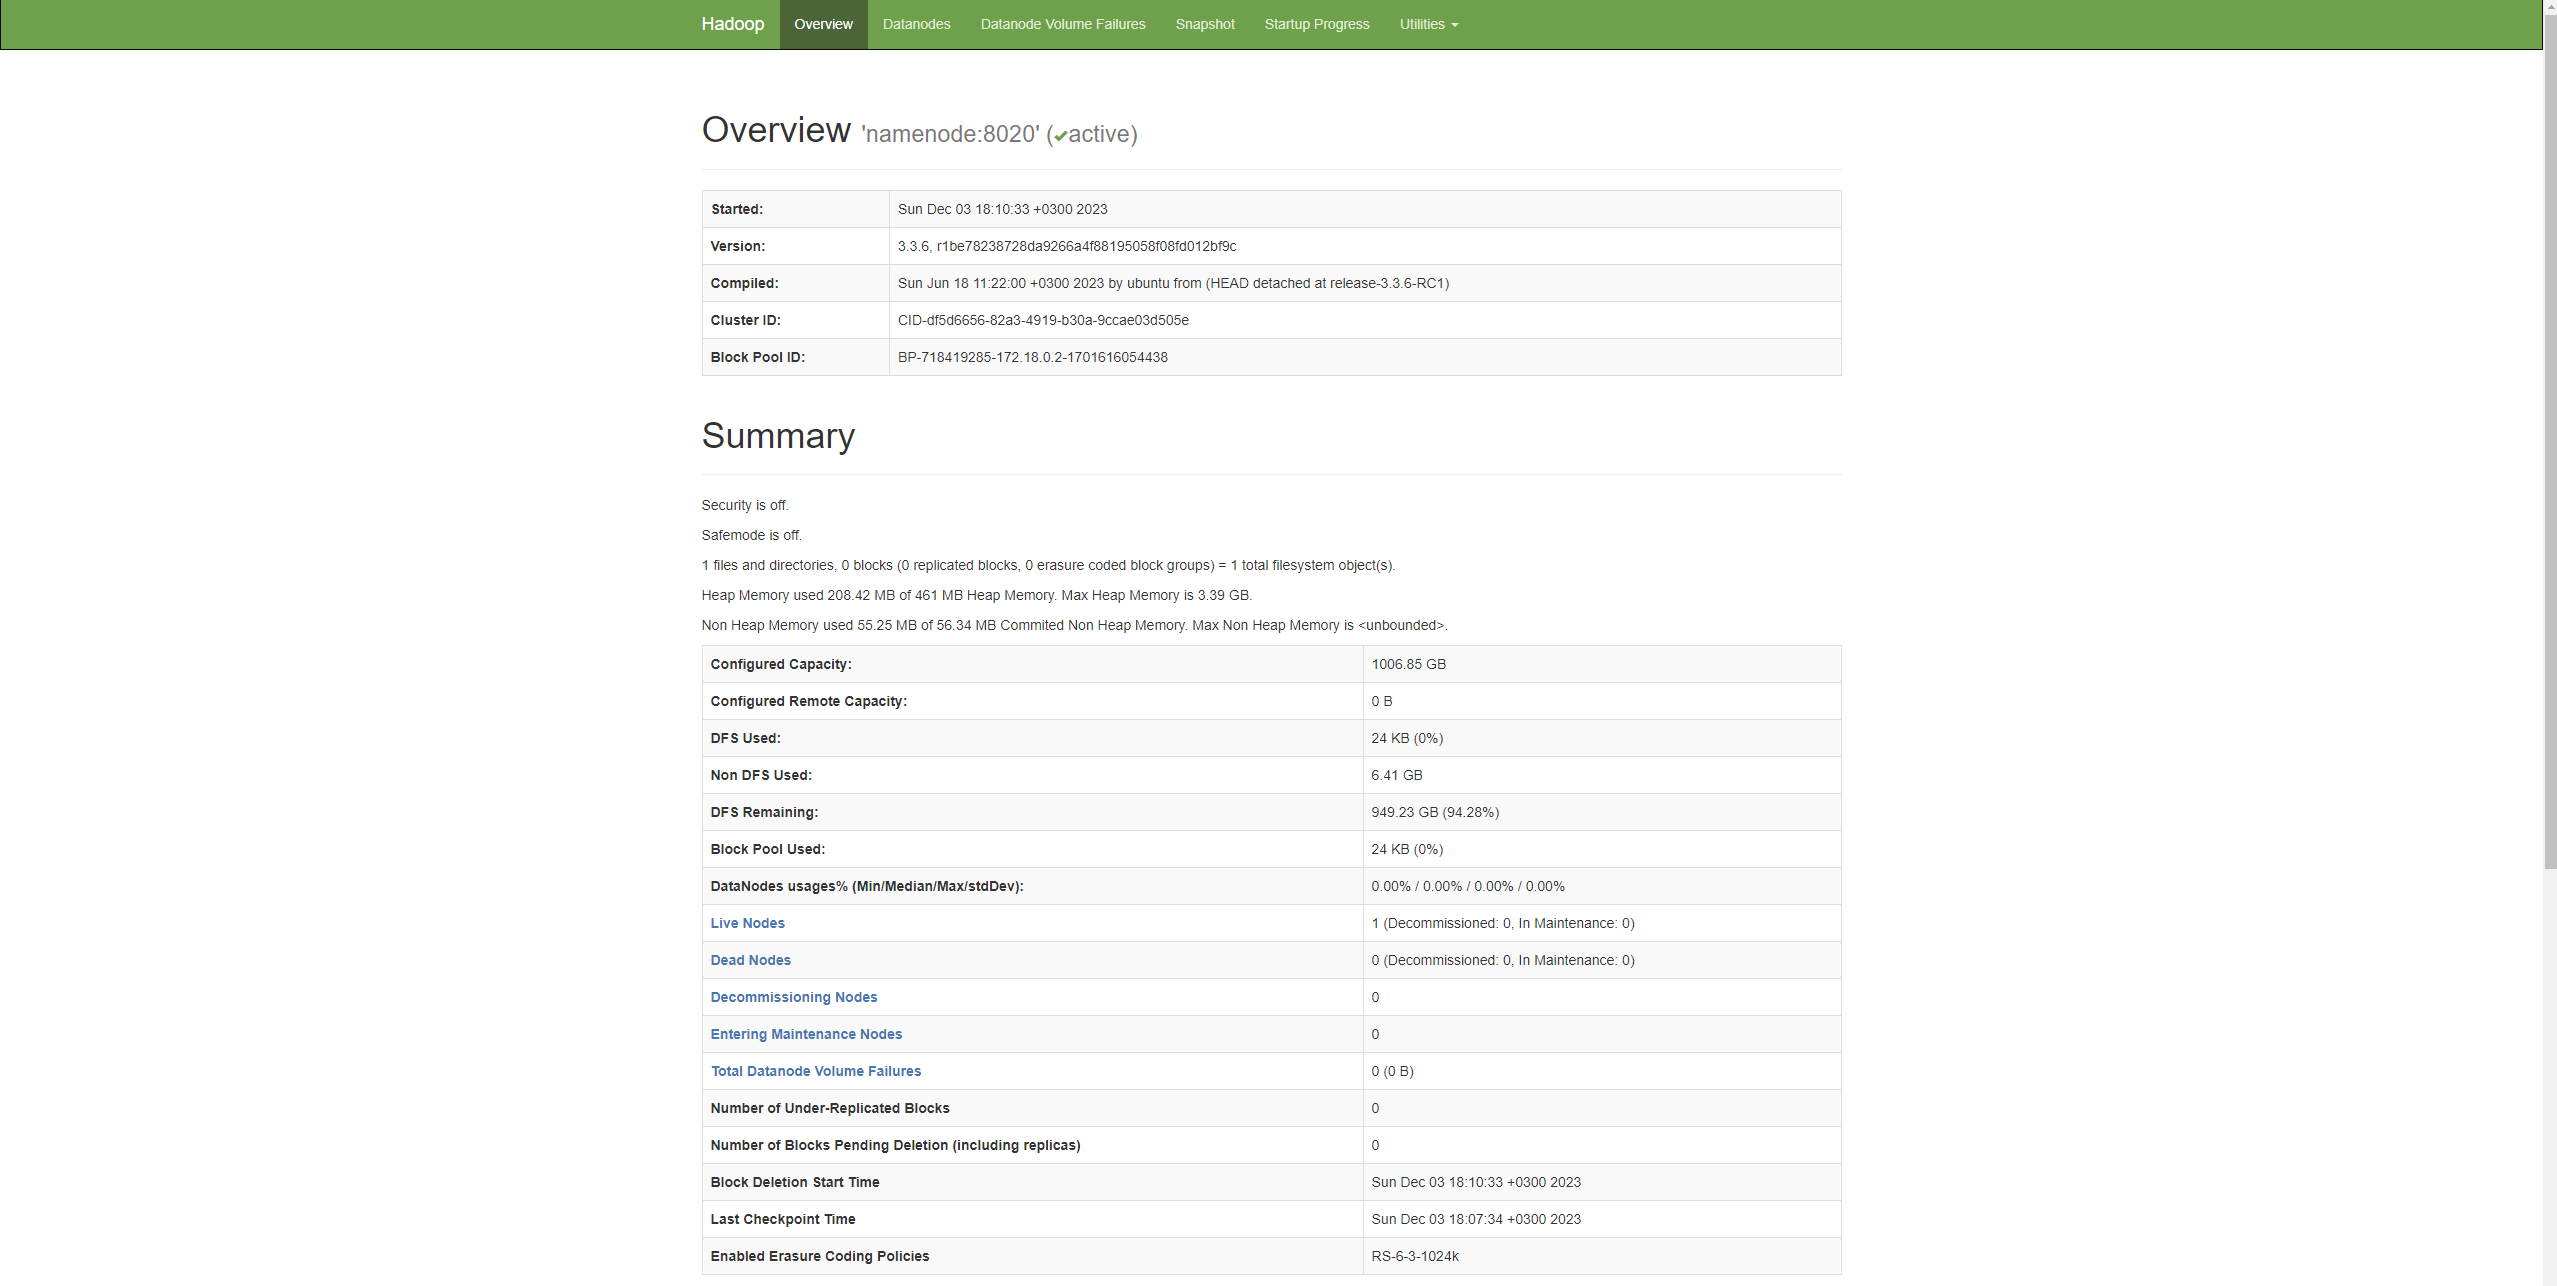 Hadoop Overview Datanodes Datanode Volume Failures Snapshot Startup Progress Utilities
Overview 'namenode:8020' (✔active)
Started: Sun Dec 03 18:10:33 +0300 2023
Version: 3.3.6, r1be78238728da9266a4f88195058f08fd012bf9c
Compiled: Sun Jun 18 11:22:00 +0300 2023 by ubuntu from (HEAD detached at release-3.3.6-RC1)
Cluster ID: CID-df5d6656-82a3-4919-b30a-9ccae03d505e
Block Pool ID: BP-718419285-172.18.0.2-1701616054438
Summary
Security is off.
Safemode is off.
1 files and directories, 0 blocks (0 replicated blocks, 0 erasure coded block groups) = 1 total filesystem object(s).
Heap Memory used 208.42 MB of 461 MB Heap Memory. Max Heap Memory is 3.39 GB.
Non Heap Memory used 55.25 MB of 56.34 MB Commited Non Heap Memory. Max Non Heap Memory is <unbounded>.
Configured Capacity: 1006.85 GB
Configured Remote Capacity: 0 B
DFS Used: 24 KB (0%)
Non DFS Used: 6.41 GB
DFS Remaining: 949.23 GB (94.28%)
Block Pool Used: 24 KB (0%)
DataNodes usages% (Min/Median/Max/stdDev): 0.00% / 0.00% / 0.00% / 0.00%
Live Nodes 1 (Decommissioned: 0, In Maintenance: 0)
Dead Nodes 0 (Decommissioned: 0, In Maintenance: 0)
Decommissioning Nodes 0
Entering Maintenance Nodes 0
Total Datanode Volume Failures 0 (0 B)
Number of Under-Replicated Blocks 0
Number of Blocks Pending Deletion (including replicas) 0
Block Deletion Start Time Sun Dec 03 18:10:33 +0300 2023
Last Checkpoint Time Sun Dec 03 18:07:34 +0300 2023
Enabled Erasure Coding Policies RS-6-3-1024k